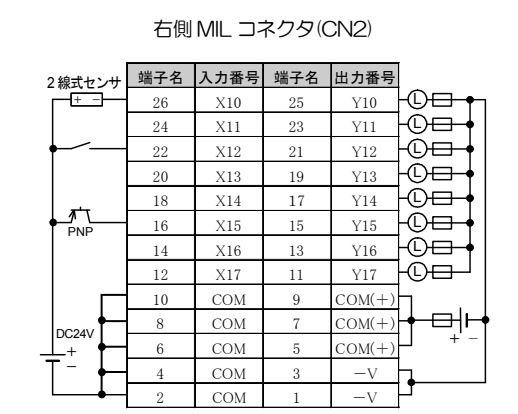 右側 MIL コネクタ(CN2)
2 線式センサ 端子名 入力番号 端子名 出力番号
+ − 26 X10 25 Y10 L
24 X11 23 Y11 L
22 X12 21 Y12 L
20 X13 19 Y13 L
18 X14 17 Y14 L
16 X15 15 Y15 L
PNP
14 X16 13 Y16 L
12 X17 11 Y17 L
10 COM 9 COM(+)
8 COM 7 COM(+)
DC24V + −
6 COM 5 COM(+)
+
−
4 COM 3 −V
2 COM 1 −V